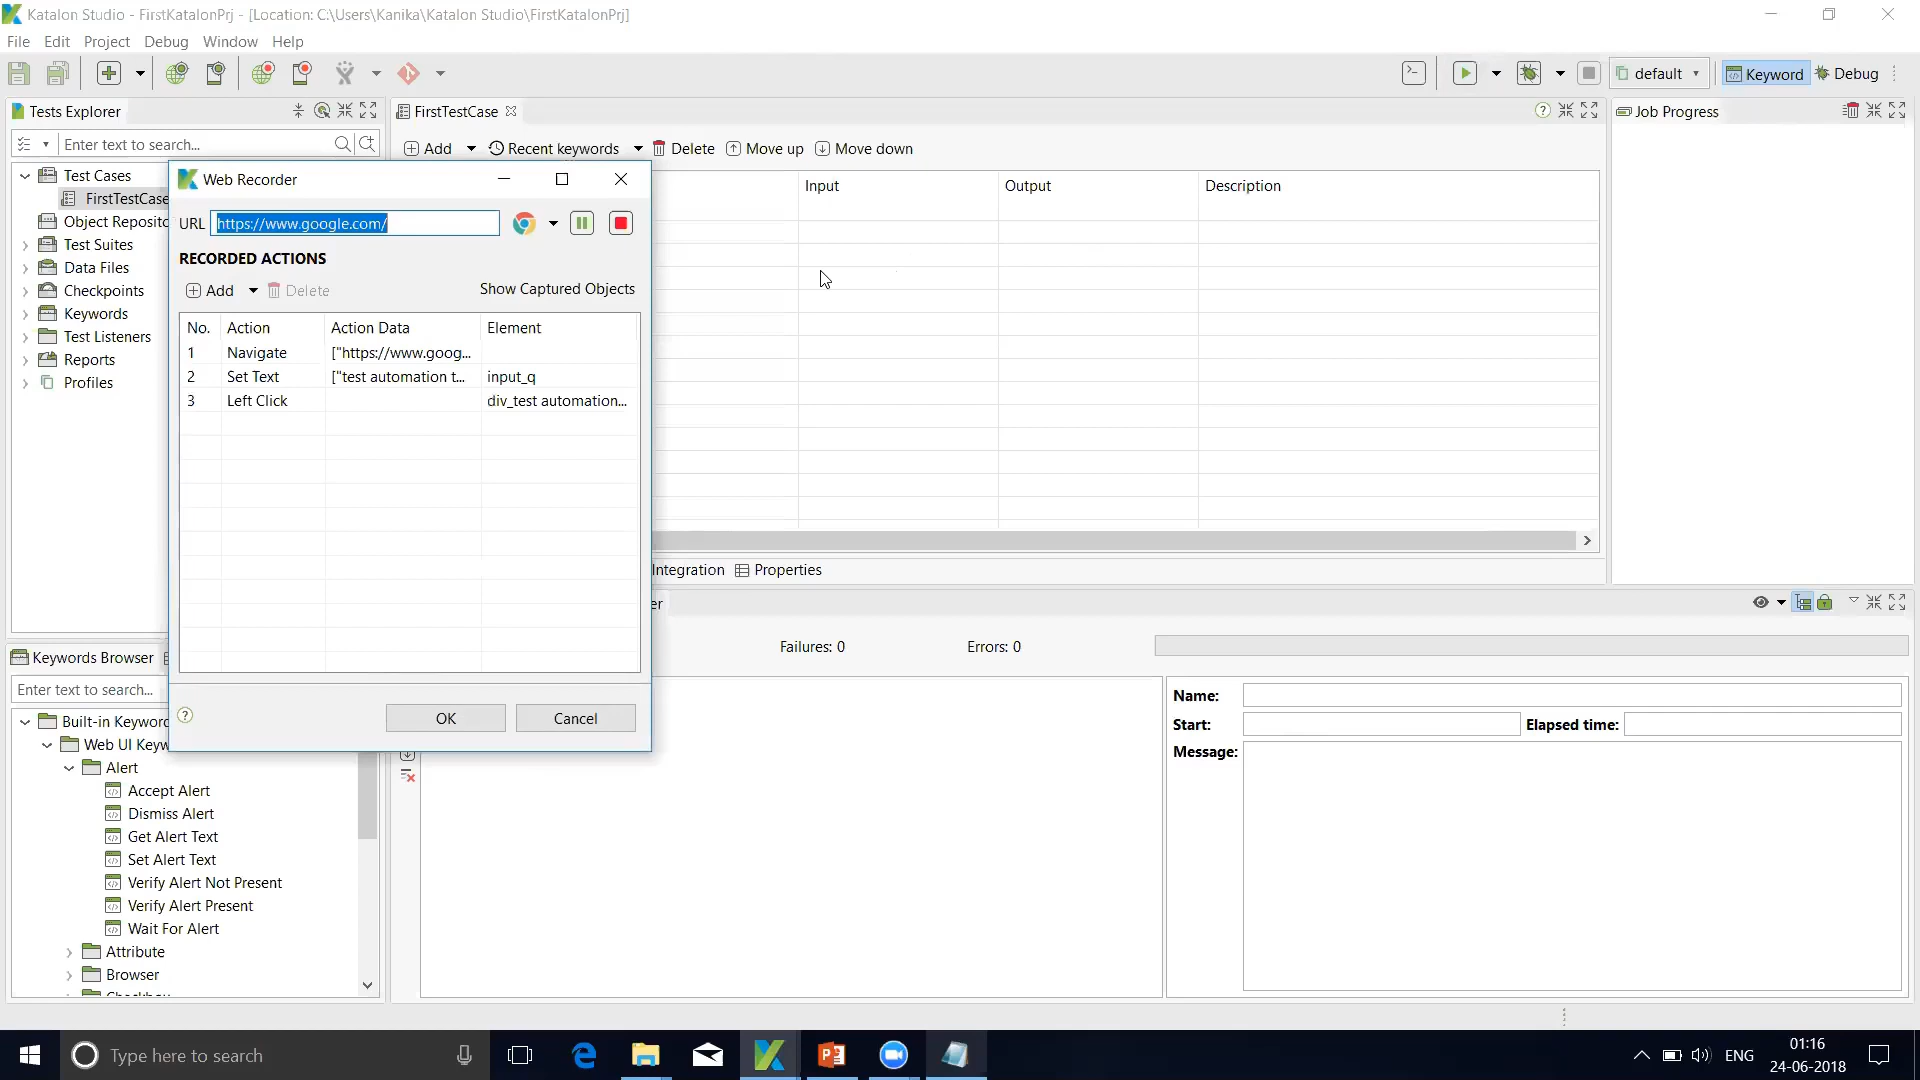 Katalon Studio - FirstKatalonPrj - [Location: C:\Users\Kanika\Katalon Studio\FirstKatalonPrj]
File Edit Project Debug Window Help
default
Keyword
Debug
Tests Explorer
Enter text to search...
Test Cases
FirstTestCase
Object Reposito
Test Suites
Data Files
Checkpoints
Keywords
Test Listeners
Reports
Profiles
FirstTestCase
Add Recent keywords Delete Move up Move down
Input Output Description
Job Progress
Web Recorder
URL https://www.google.com/
RECORDED ACTIONS
Add Delete Show Captured Objects
No. Action Action Data Element
1 Navigate ["https://www.goog...
2 Set Text ["test automation t... input_q
3 Left Click div_test automation...
OK Cancel
Integration Properties
er
Failures: 0 Errors: 0
Name:
Start: Elapsed time:
Message:
Keywords Browser
Enter text to search...
Built-in Keyword
Web UI Keyw
Alert
Accept Alert
Dismiss Alert
Get Alert Text
Set Alert Text
Verify Alert Not Present
Verify Alert Present
Wait For Alert
Attribute
Browser
Type here to search
ENG
01:16
24-06-2018